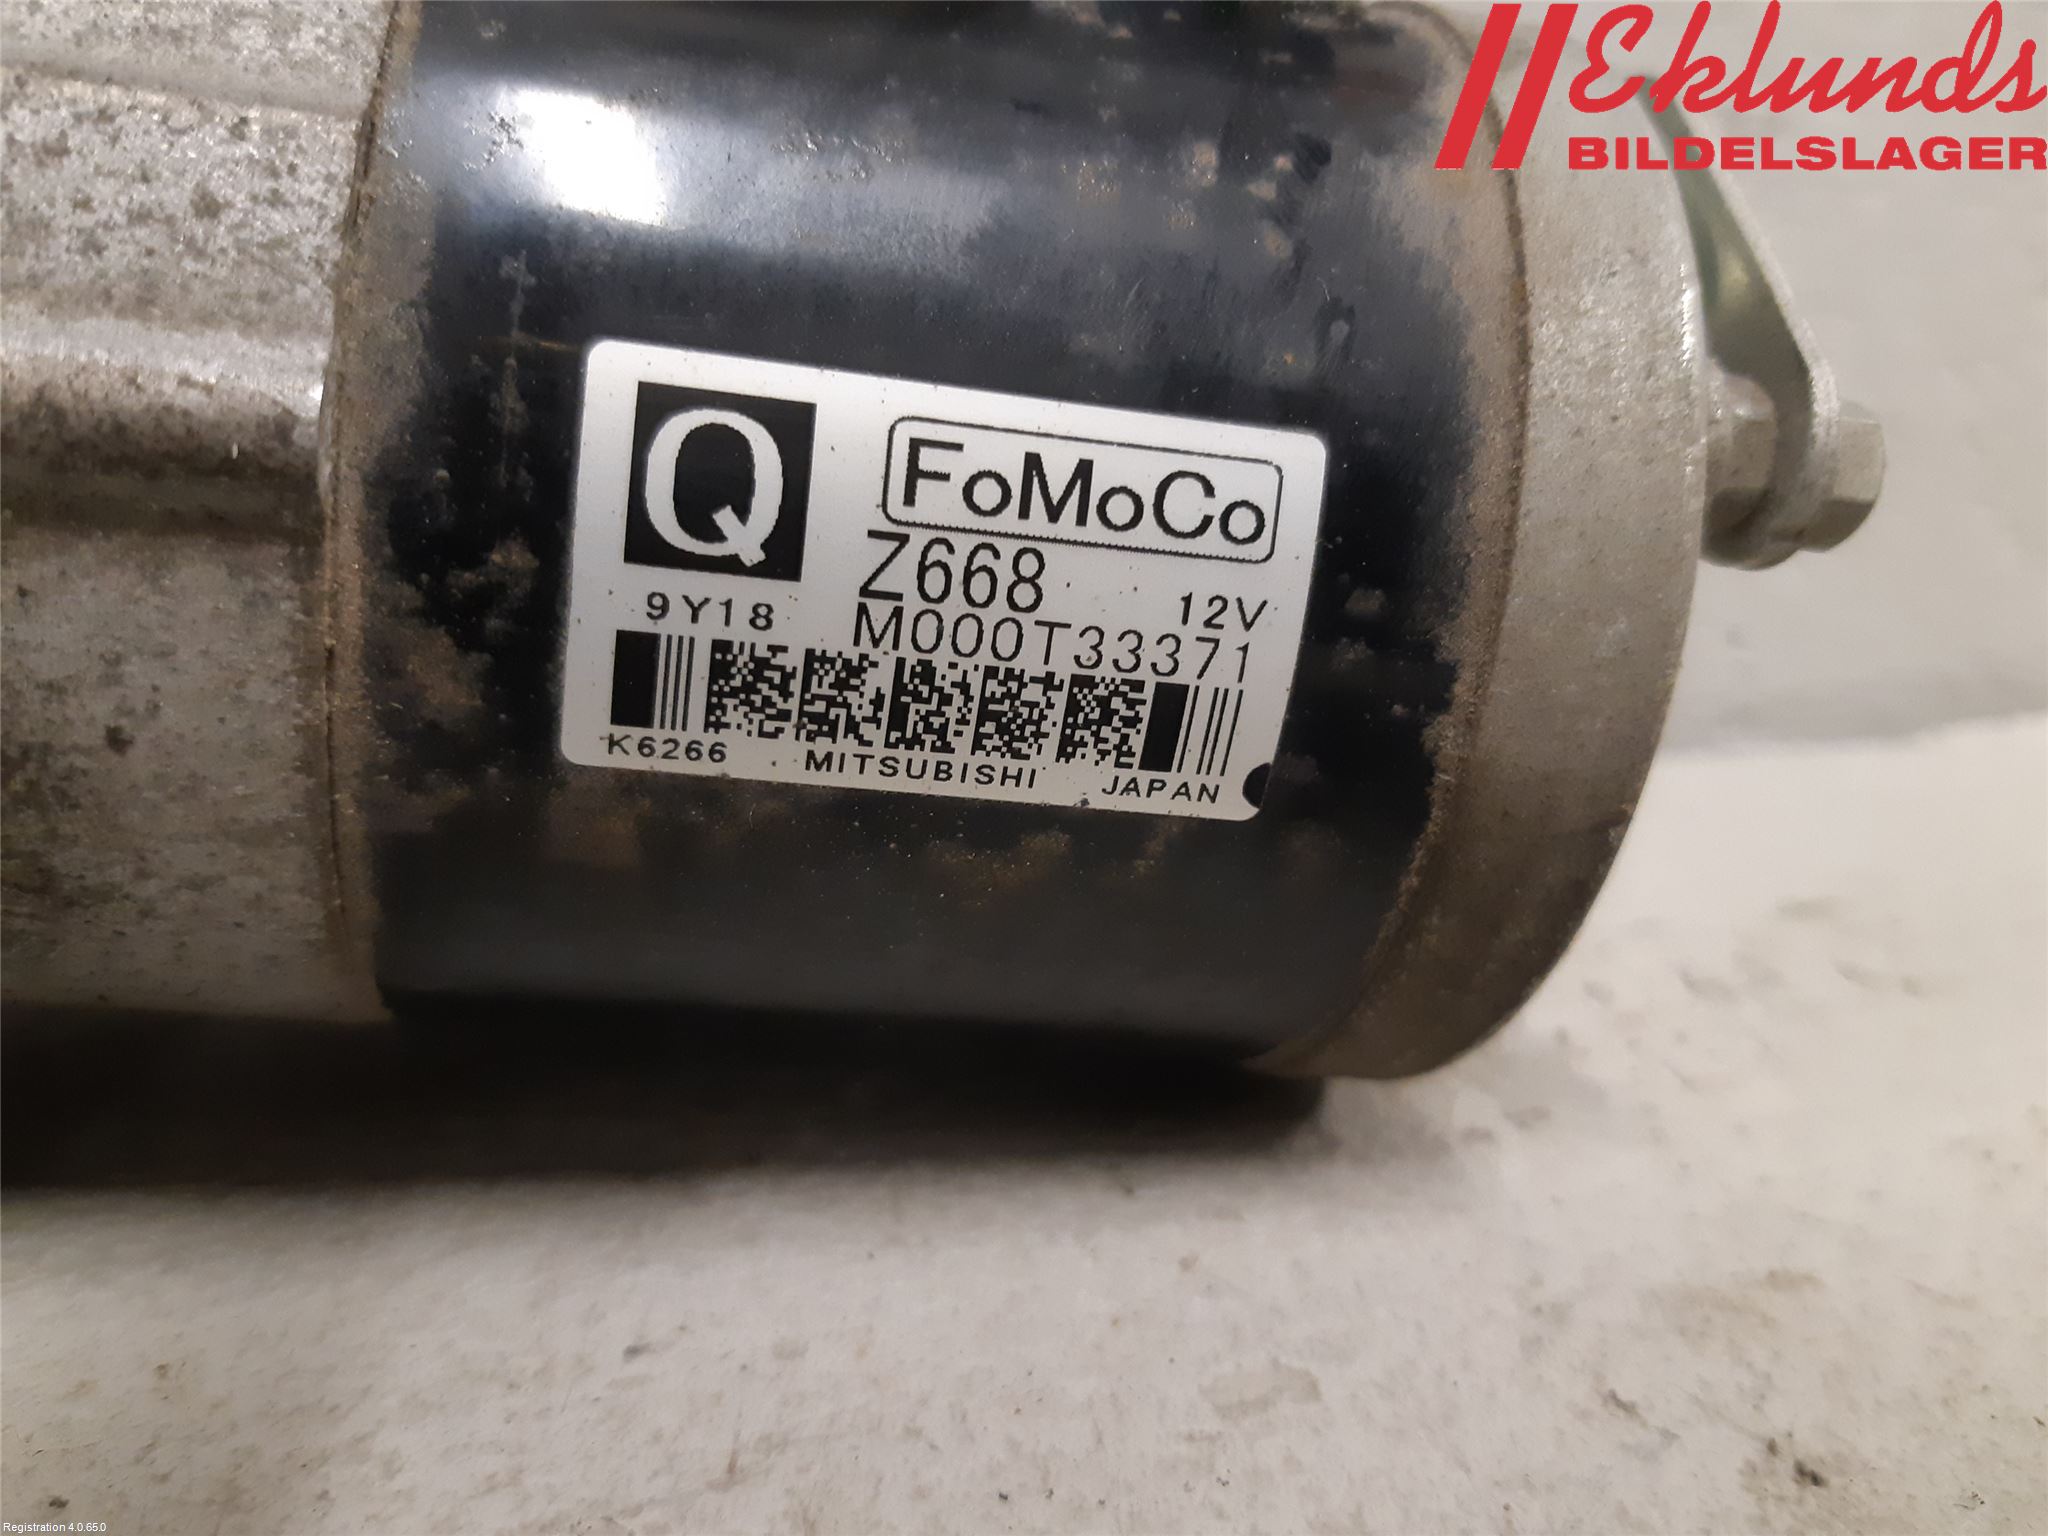 Eklunds
BILDELSLAGER
Q
FoMoCo
Z668
9Y18
12V
M000T33371
K6266 MITSUBISHI JAPAN
Registration 4.0.65.0